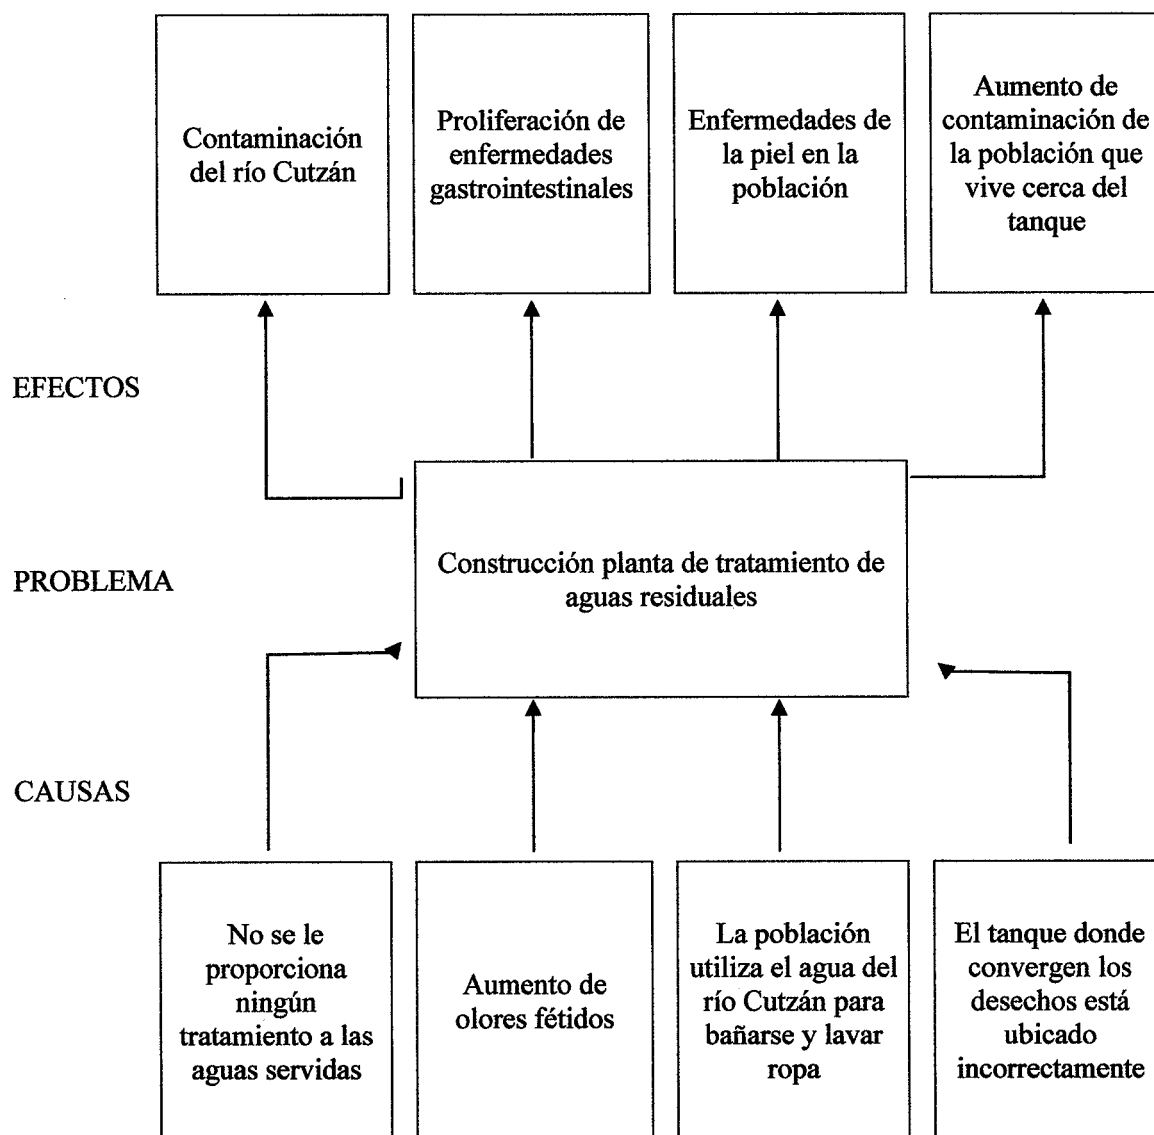 Contaminación
del río Cutzán
Proliferación de
enfermedades
gastrointestinales
Enfermedades de
la piel en la
población
Aumento de
contaminación de
la población que
vive cerca del
tanque
EFECTOS
PROBLEMA
Construcción planta de tratamiento de
aguas residuales
CAUSAS
No se le
proporciona
ningún
tratamiento a las
aguas servidas
Aumento de
olores fétidos
La población
utiliza el agua del
río Cutzán para
bañarse y lavar
ropa
El tanque donde
convergen los
desechos está
ubicado
incorrectamente